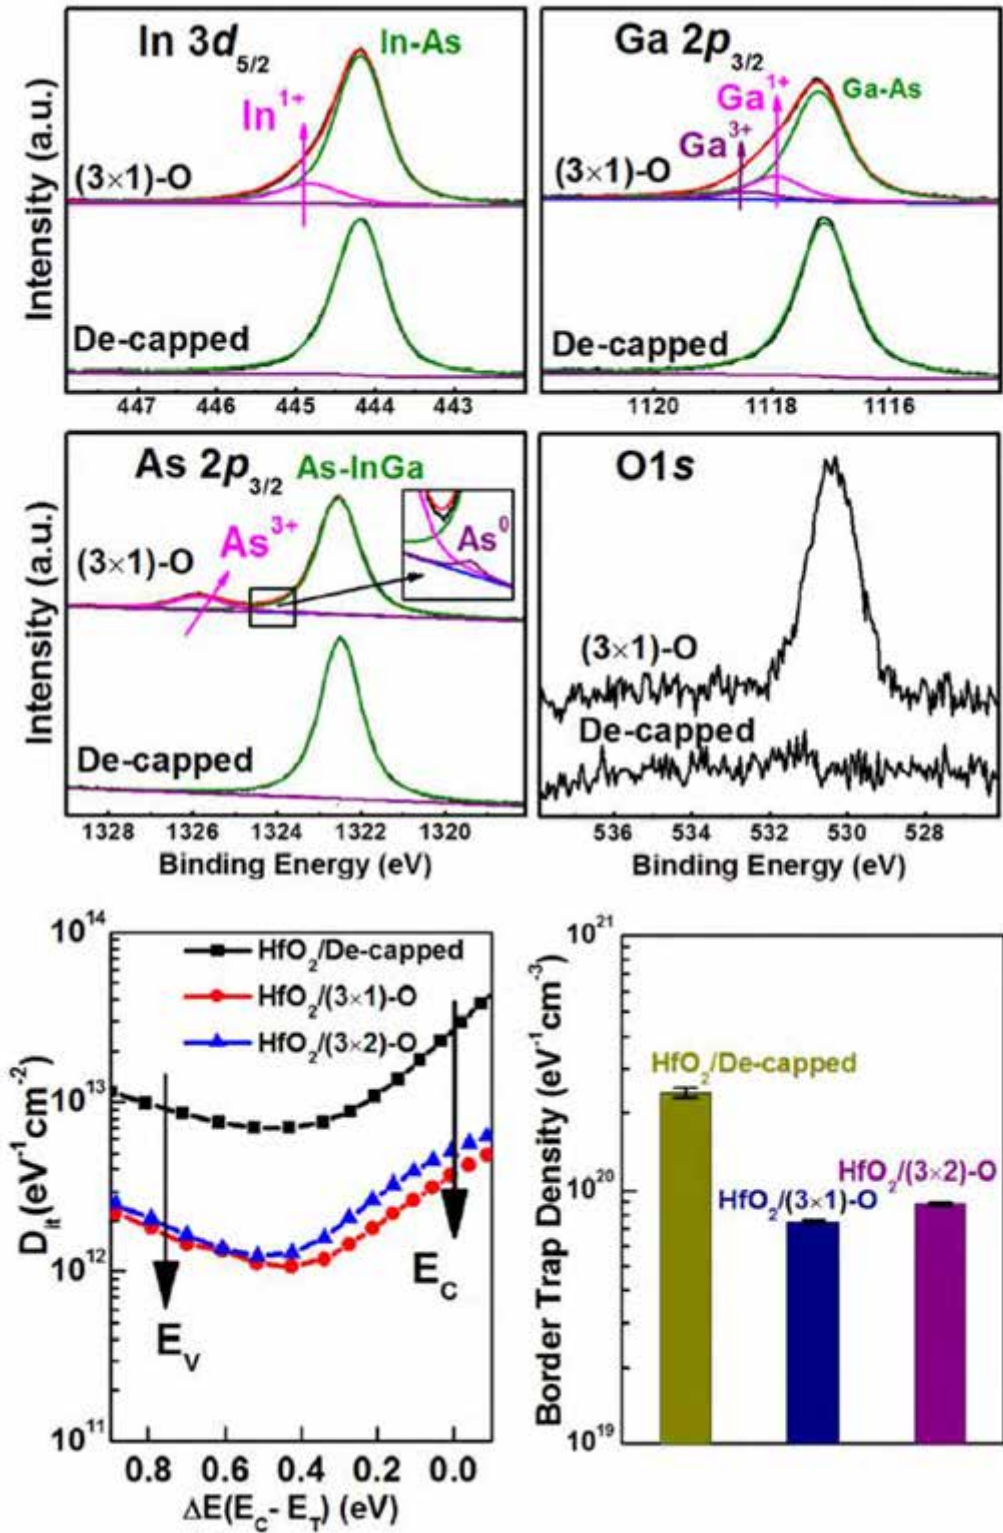 In 3d5/2
In-As
In1+
(3×1)-O
De-capped
Intensity (a.u.)
447 446 445 444 443
Ga 2p3/2
Ga1+
Ga-As
Ga3+
(3×1)-O
De-capped
1120 1118 1116
As 2p3/2
As-InGa
As3+
As0
(3×1)-O
De-capped
Intensity (a.u.)
1328 1326 1324 1322 1320
Binding Energy (eV)
O1s
(3×1)-O
De-capped
536 534 532 530 528
Binding Energy (eV)
10^14
10^13
10^12
10^11
Dit(eV-1cm-2)
HfO2/De-capped
HfO2/(3×1)-O
HfO2/(3×2)-O
EV
EC
0.8 0.6 0.4 0.2 0.0
ΔE(EC- ET) (eV)
10^21
10^20
10^19
Border Trap Density (eV-1cm-3)
HfO2/De-capped
HfO2/(3×1)-O
HfO2/(3×2)-O